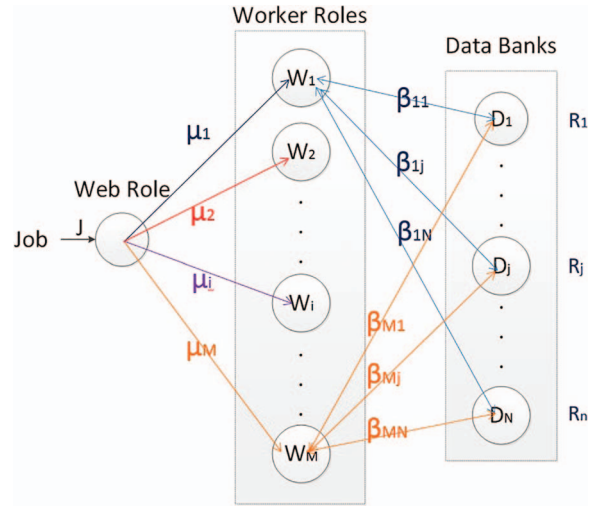 Worker Roles
Data Banks
W1
β11
D1
R1
μ1
W2
β1j
Web Role
μ2
β1N
J
Job
Dj
Rj
μi
Wi
βM1
μM
βMj
βMN
DN
Rn
WM